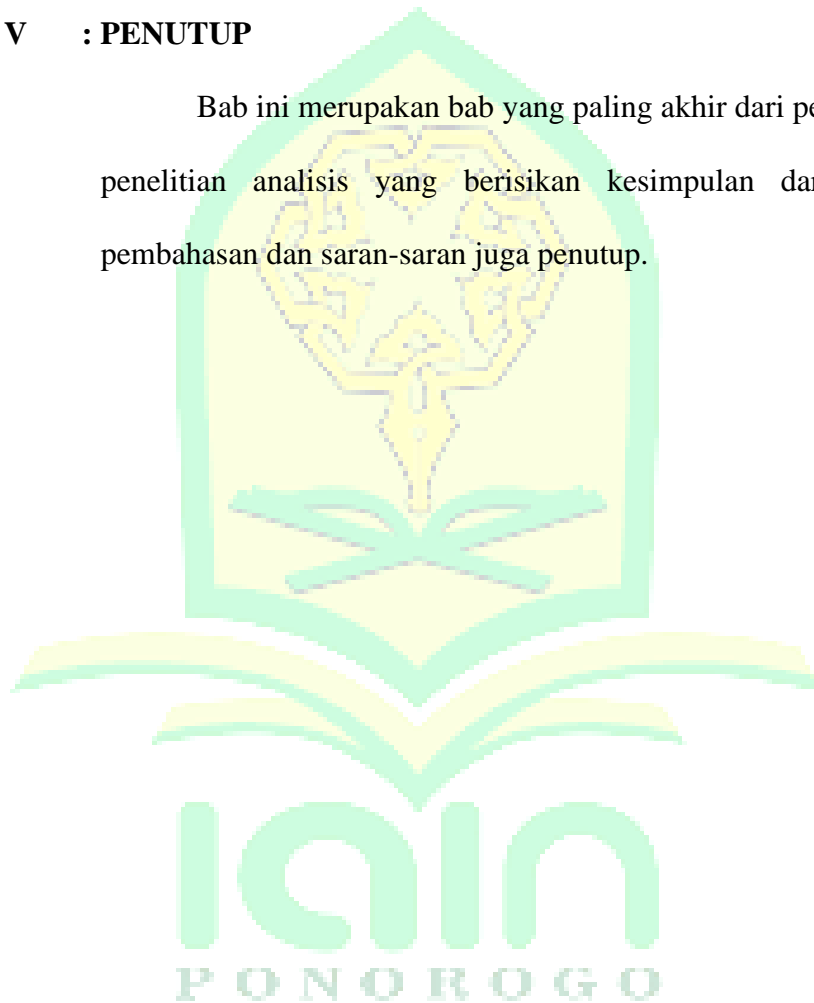 V : PENUTUP
Bab ini merupakan bab yang paling akhir dari pe
penelitian analisis yang berisikan kesimpulan dar
pembahasan dan saran-saran juga penutup.
iain
PONOROGO